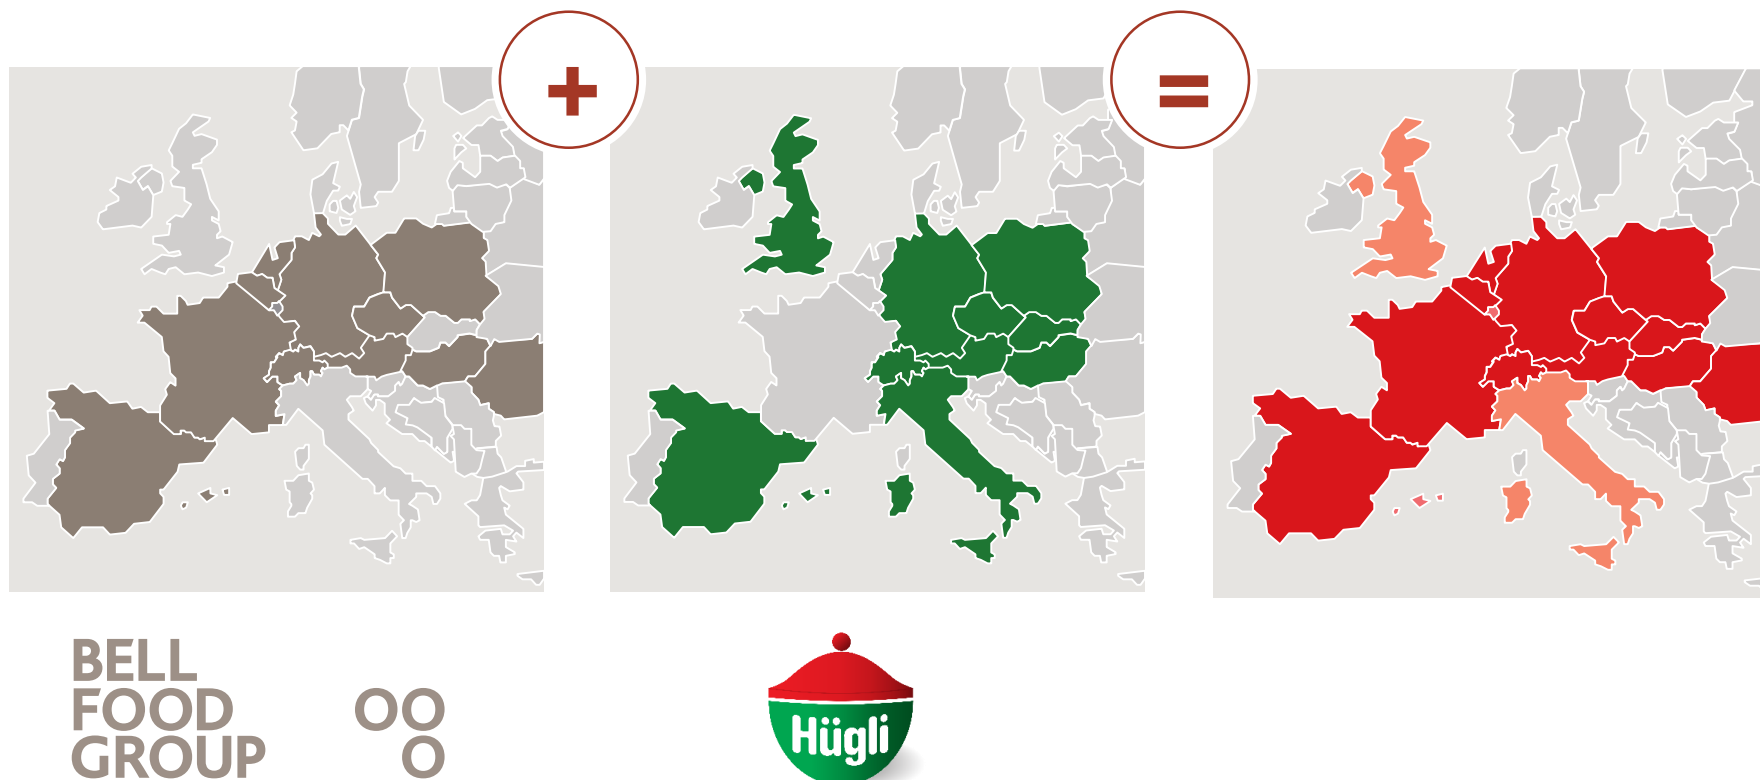 +
=
BELL
FOOD
GROUP
Hügli